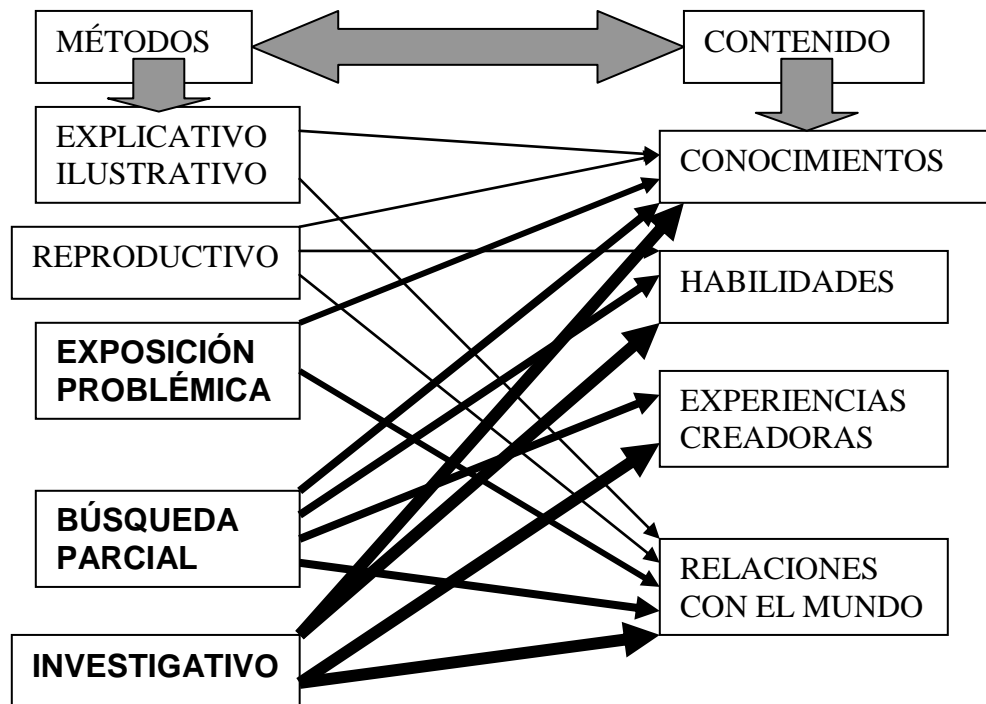 MÉTODOS
CONTENIDO
EXPLICATIVO
ILUSTRATIVO
CONOCIMIENTOS
REPRODUCTIVO
HABILIDADES
EXPOSICIÓN
PROBLÉMICA
EXPERIENCIAS
CREADORAS
BÚSQUEDA
PARCIAL
RELACIONES
CON EL MUNDO
INVESTIGATIVO